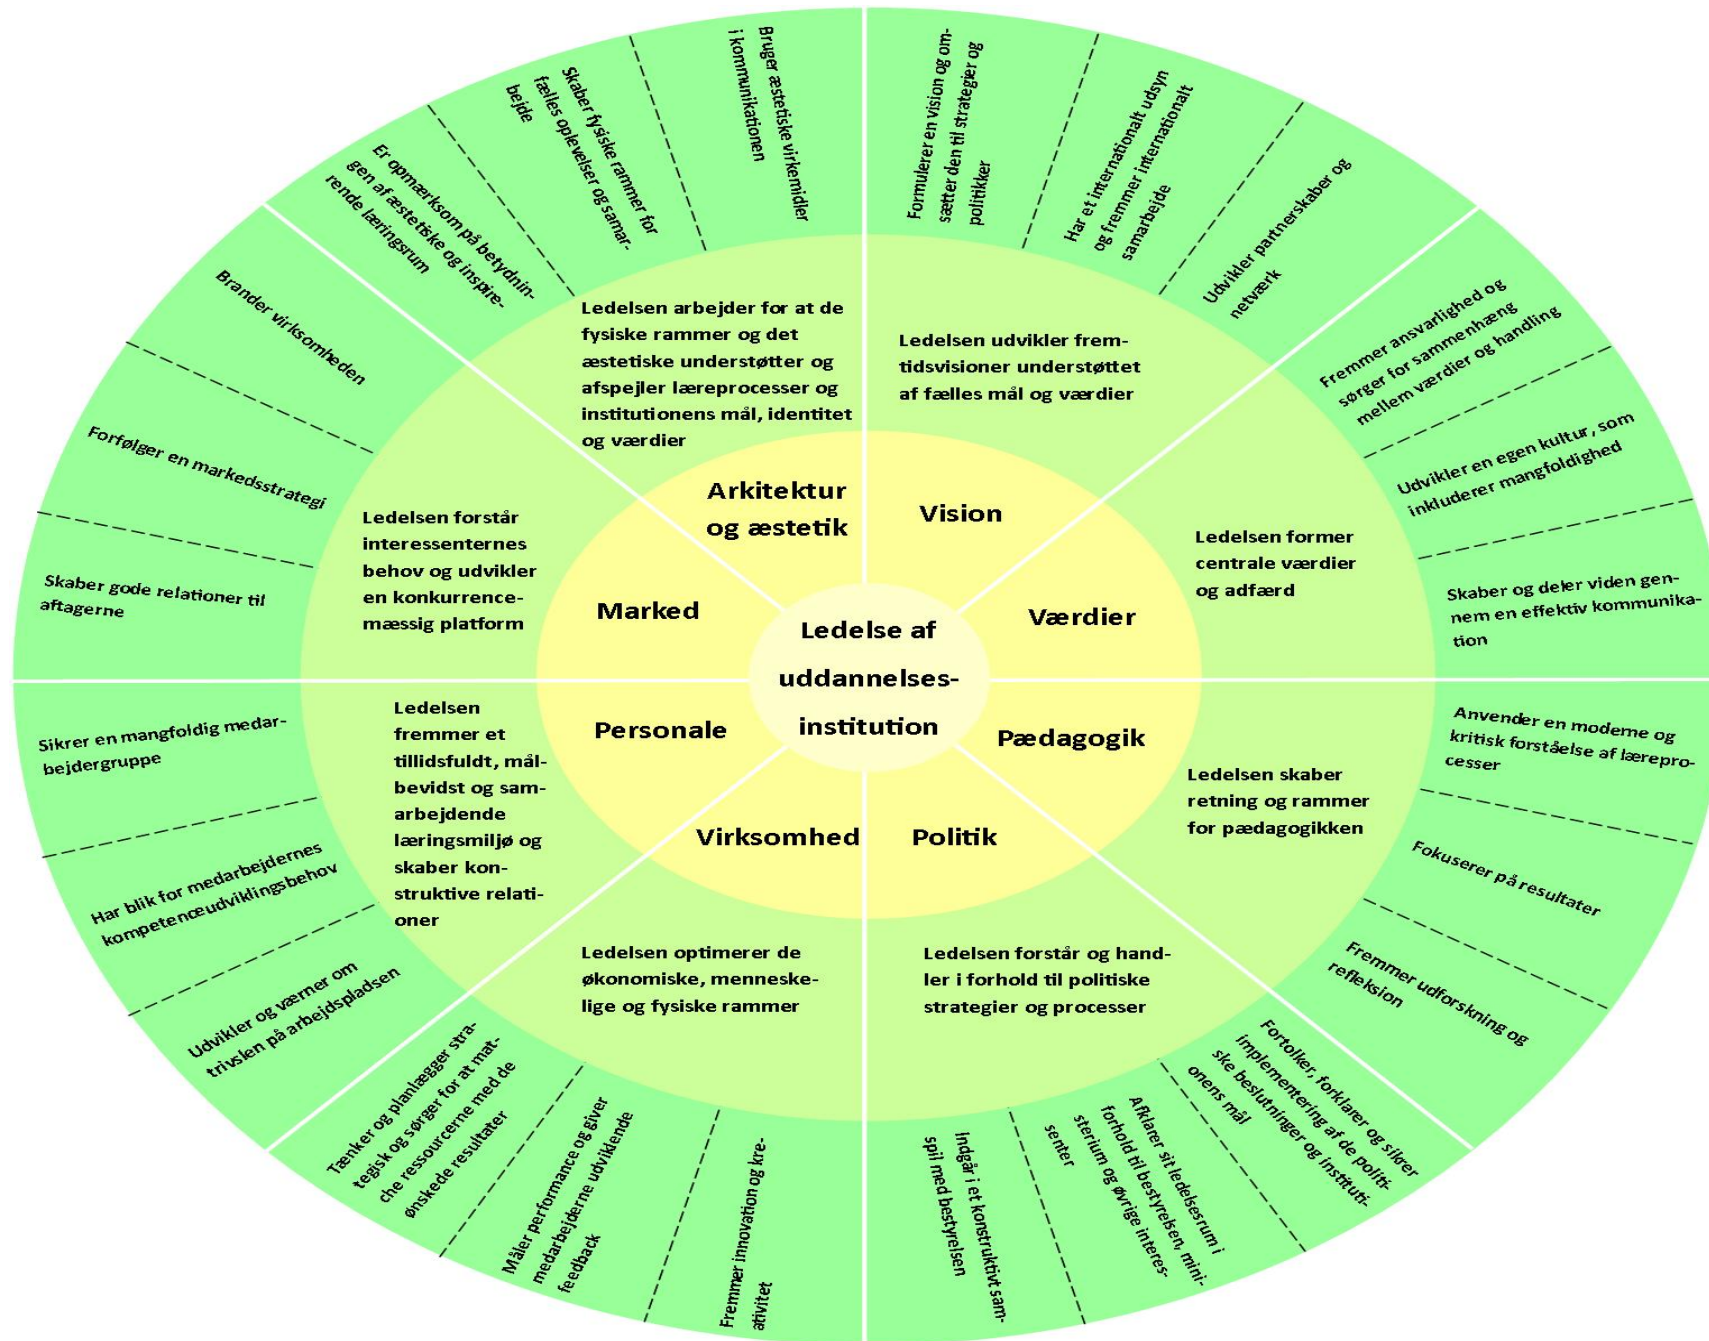 Ledelse af
uddannelses-
institution
Vision
Ledelsen udvikler frem-
tidsvisioner understøttet
af fælles mål og værdier
Formulerer en vision og om-
sætter den til strategier og
politikker
Har et internationalt udsyn
og fremmer internationalt
samarbejde
Udvikler partnerskaber og
netværk
Værdier
Ledelsen former
centrale værdier
og adfærd
Fremmer ansvarlighed og
sørger for sammenhæng
mellem værdier og handling
Udvikler en egen kultur, som
inkluderer mangfoldighed
Skaber og deler viden gen-
nem en effektiv kommunika-
tion
Pædagogik
Ledelsen skaber
retning og rammer
for pædagogikken
Anvender en moderne og
kritisk forståelse af lærepro-
cesser
Fokuserer på resultater
Fremmer udforskning og
refleksion
Politik
Ledelsen forstår og hand-
ler i forhold til politiske
strategier og processer
Fortolker, forklarer og sikrer
implementering af de politi-
ske beslutninger og instituti-
onens mål
Afklarer sit ledelsesrum i
forhold til bestyrelsen, mini-
sterium og øvrige interes-
senter
Indgår i et konstruktivt sam-
spil med bestyrelsen
Virksomhed
Ledelsen optimerer de
økonomiske, menneske-
lige og fysiske rammer
Fremmer innovation og kre-
ativitet
Måler performance og giver
medarbejderne udviklende
feedback
Tænker og planlægger stra-
tegisk og sørger for at mat-
che ressourcerne med de
ønskede resultater
Personale
Ledelsen
fremmer et
tillidsfuldt, mål-
bevidst og sam-
arbejdende
læringsmiljø og
skaber kon-
struktive relati-
oner
Udvikler og værner om
trivslen på arbejdspladsen
Har blik for medarbejdernes
kompetenceudviklingsbehov
Sikrer en mangfoldig medar-
bejdergruppe
Marked
Ledelsen forstår
interessenternes
behov og udvikler
en konkurrence-
mæssig platform
Skaber gode relationer til
aftagerne
Forfølger en markedsstrategi
Brander virksomheden
Arkitektur
og æstetik
Ledelsen arbejder for at de
fysiske rammer og det
æstetiske understøtter og
afspejler læreprocesser og
institutionens mål, identitet
og værdier
Er opmærksom på betydnin-
gen af æstetiske og inspire-
rende læringsrum
Skaber fysiske rammer for
fælles oplevelser og samar-
bejde
Bruger æstetiske virkemidler
i kommunikationen